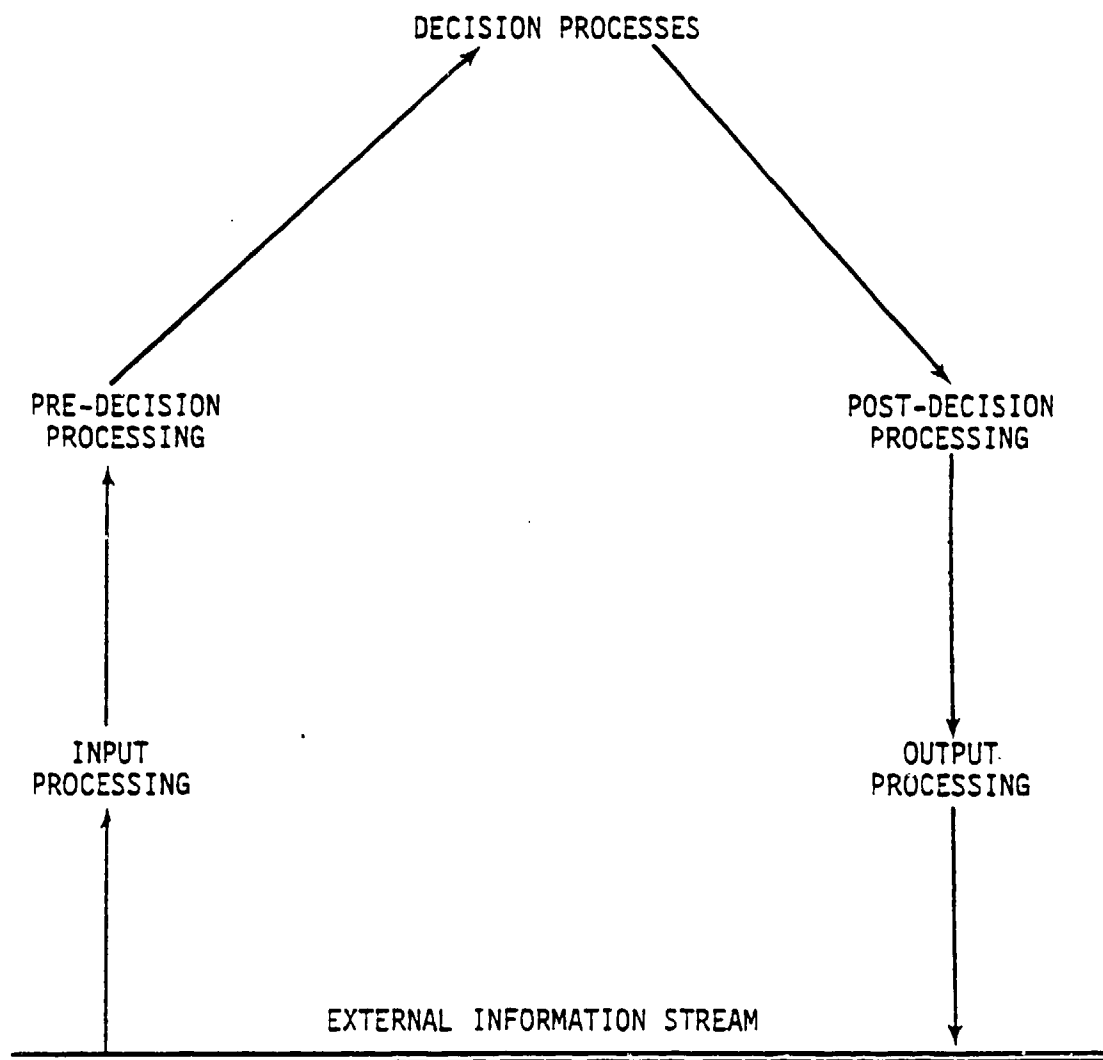 DECISION PROCESSES
PRE-DECISION
PROCESSING
POST-DECISION
PROCESSING
INPUT
PROCESSING
OUTPUT
PROCESSING
EXTERNAL INFORMATION STREAM